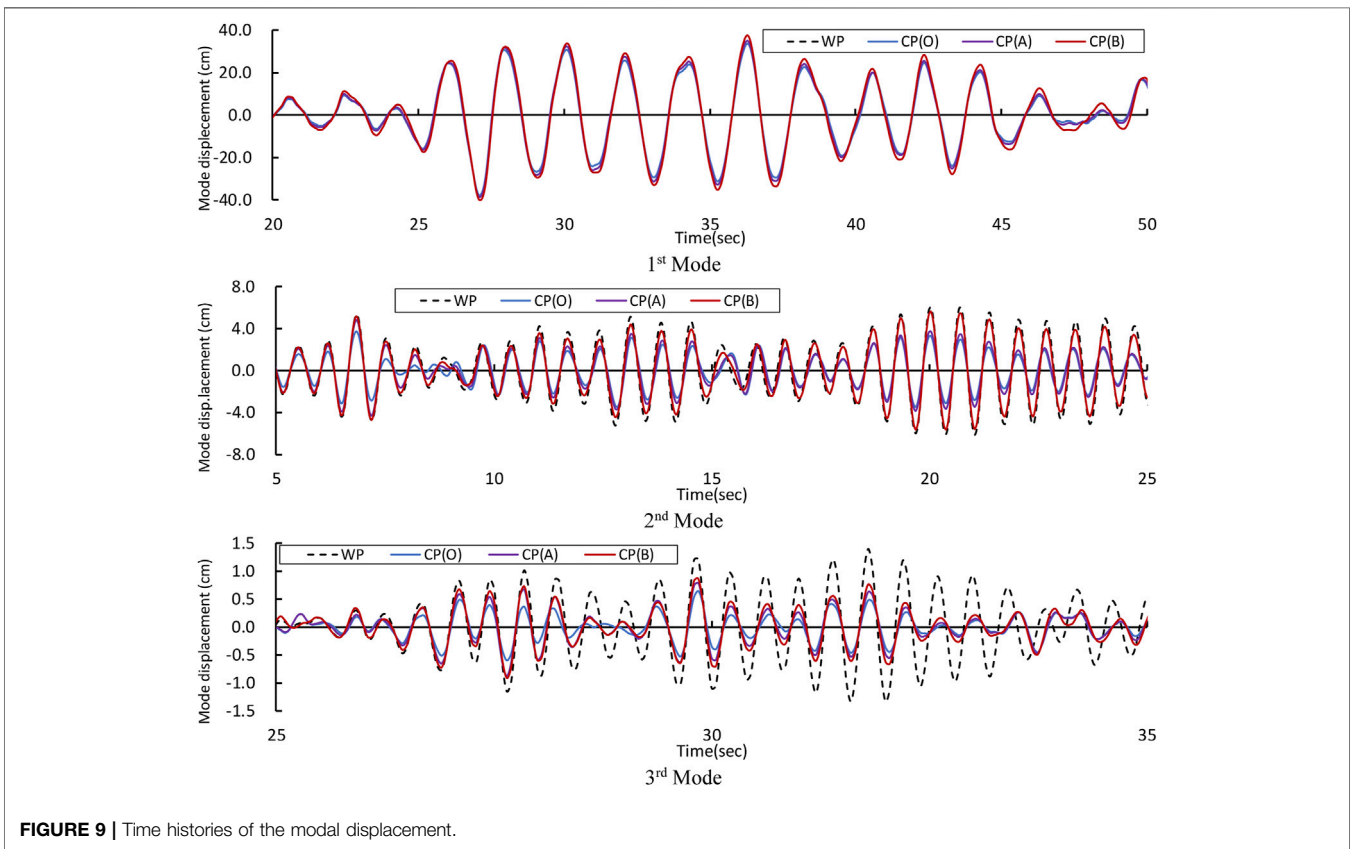 Mode displecement (cm)
40.0
20.0
0.0
-20.0
-40.0
WP CP(O) CP(A) CP(B)
20 25 30 35 40 45 50
Time(sec)
1st Mode
Mode disp.lacement (cm)
8.0
4.0
0.0
-4.0
-8.0
WP CP(O) CP(A) CP(B)
5 10 15 20 25
Time(sec)
2nd Mode
Mode displacement (cm)
1.5
1.0
0.5
0.0
-0.5
-1.0
-1.5
WP CP(O) CP(A) CP(B)
25 30 35
Time(sec)
3rd Mode
FIGURE 9 | Time histories of the modal displacement.